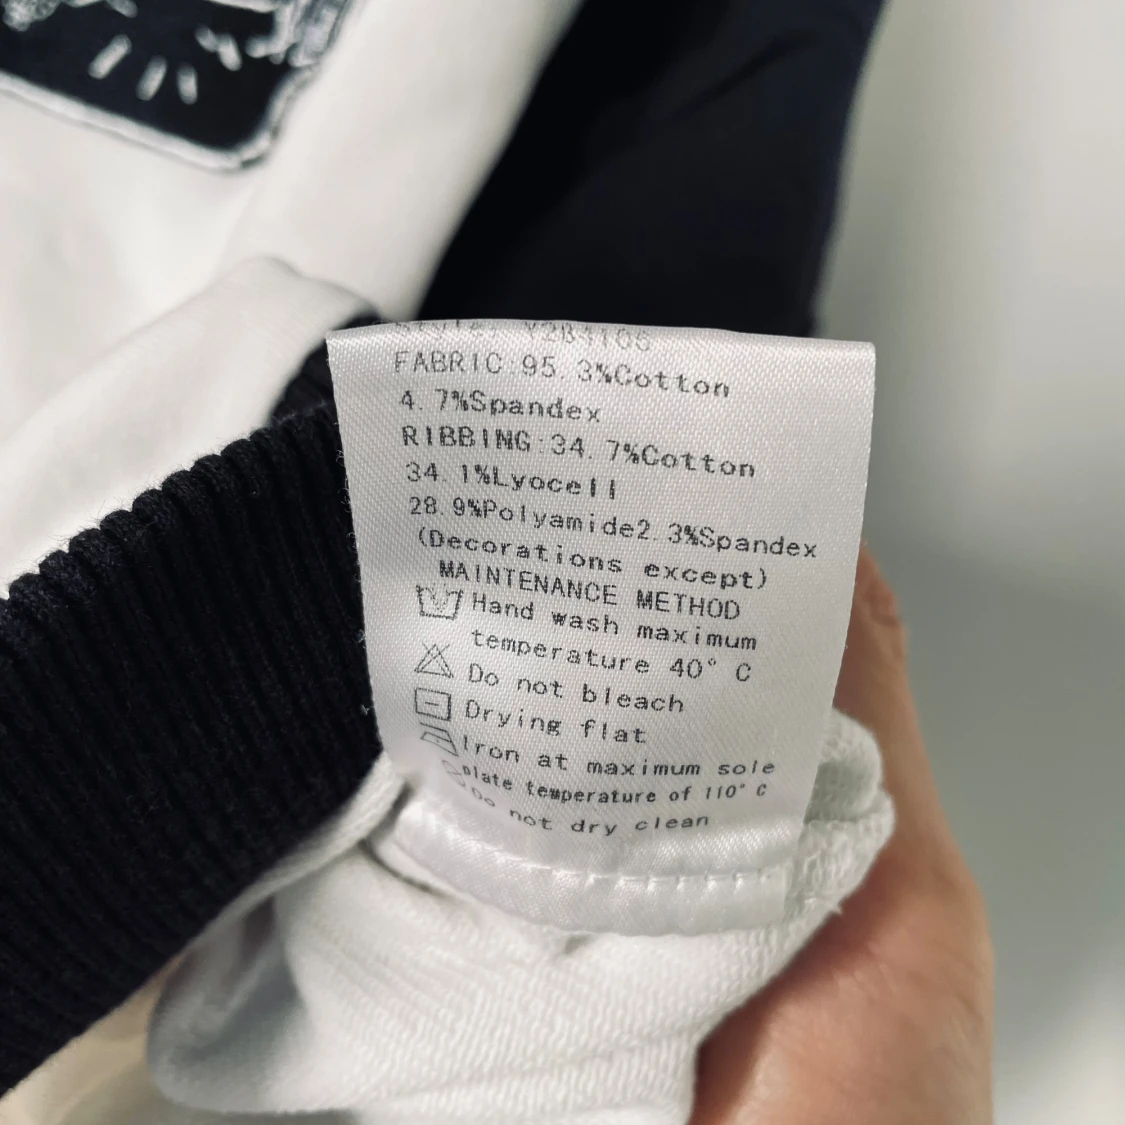 Style: Y2B4106
FABRIC:95.3%Cotton
4.7%Spandex
RIBBING:34.7%Cotton
34.1%Lyocell
28.9%Polyamide2.3%Spandex
(Decorations except)
MAINTENANCE METHOD
Hand wash maximum
temperature 40° C
Do not bleach
Drying flat
Iron at maximum sole
plate temperature of 110° C
Do not dry clean